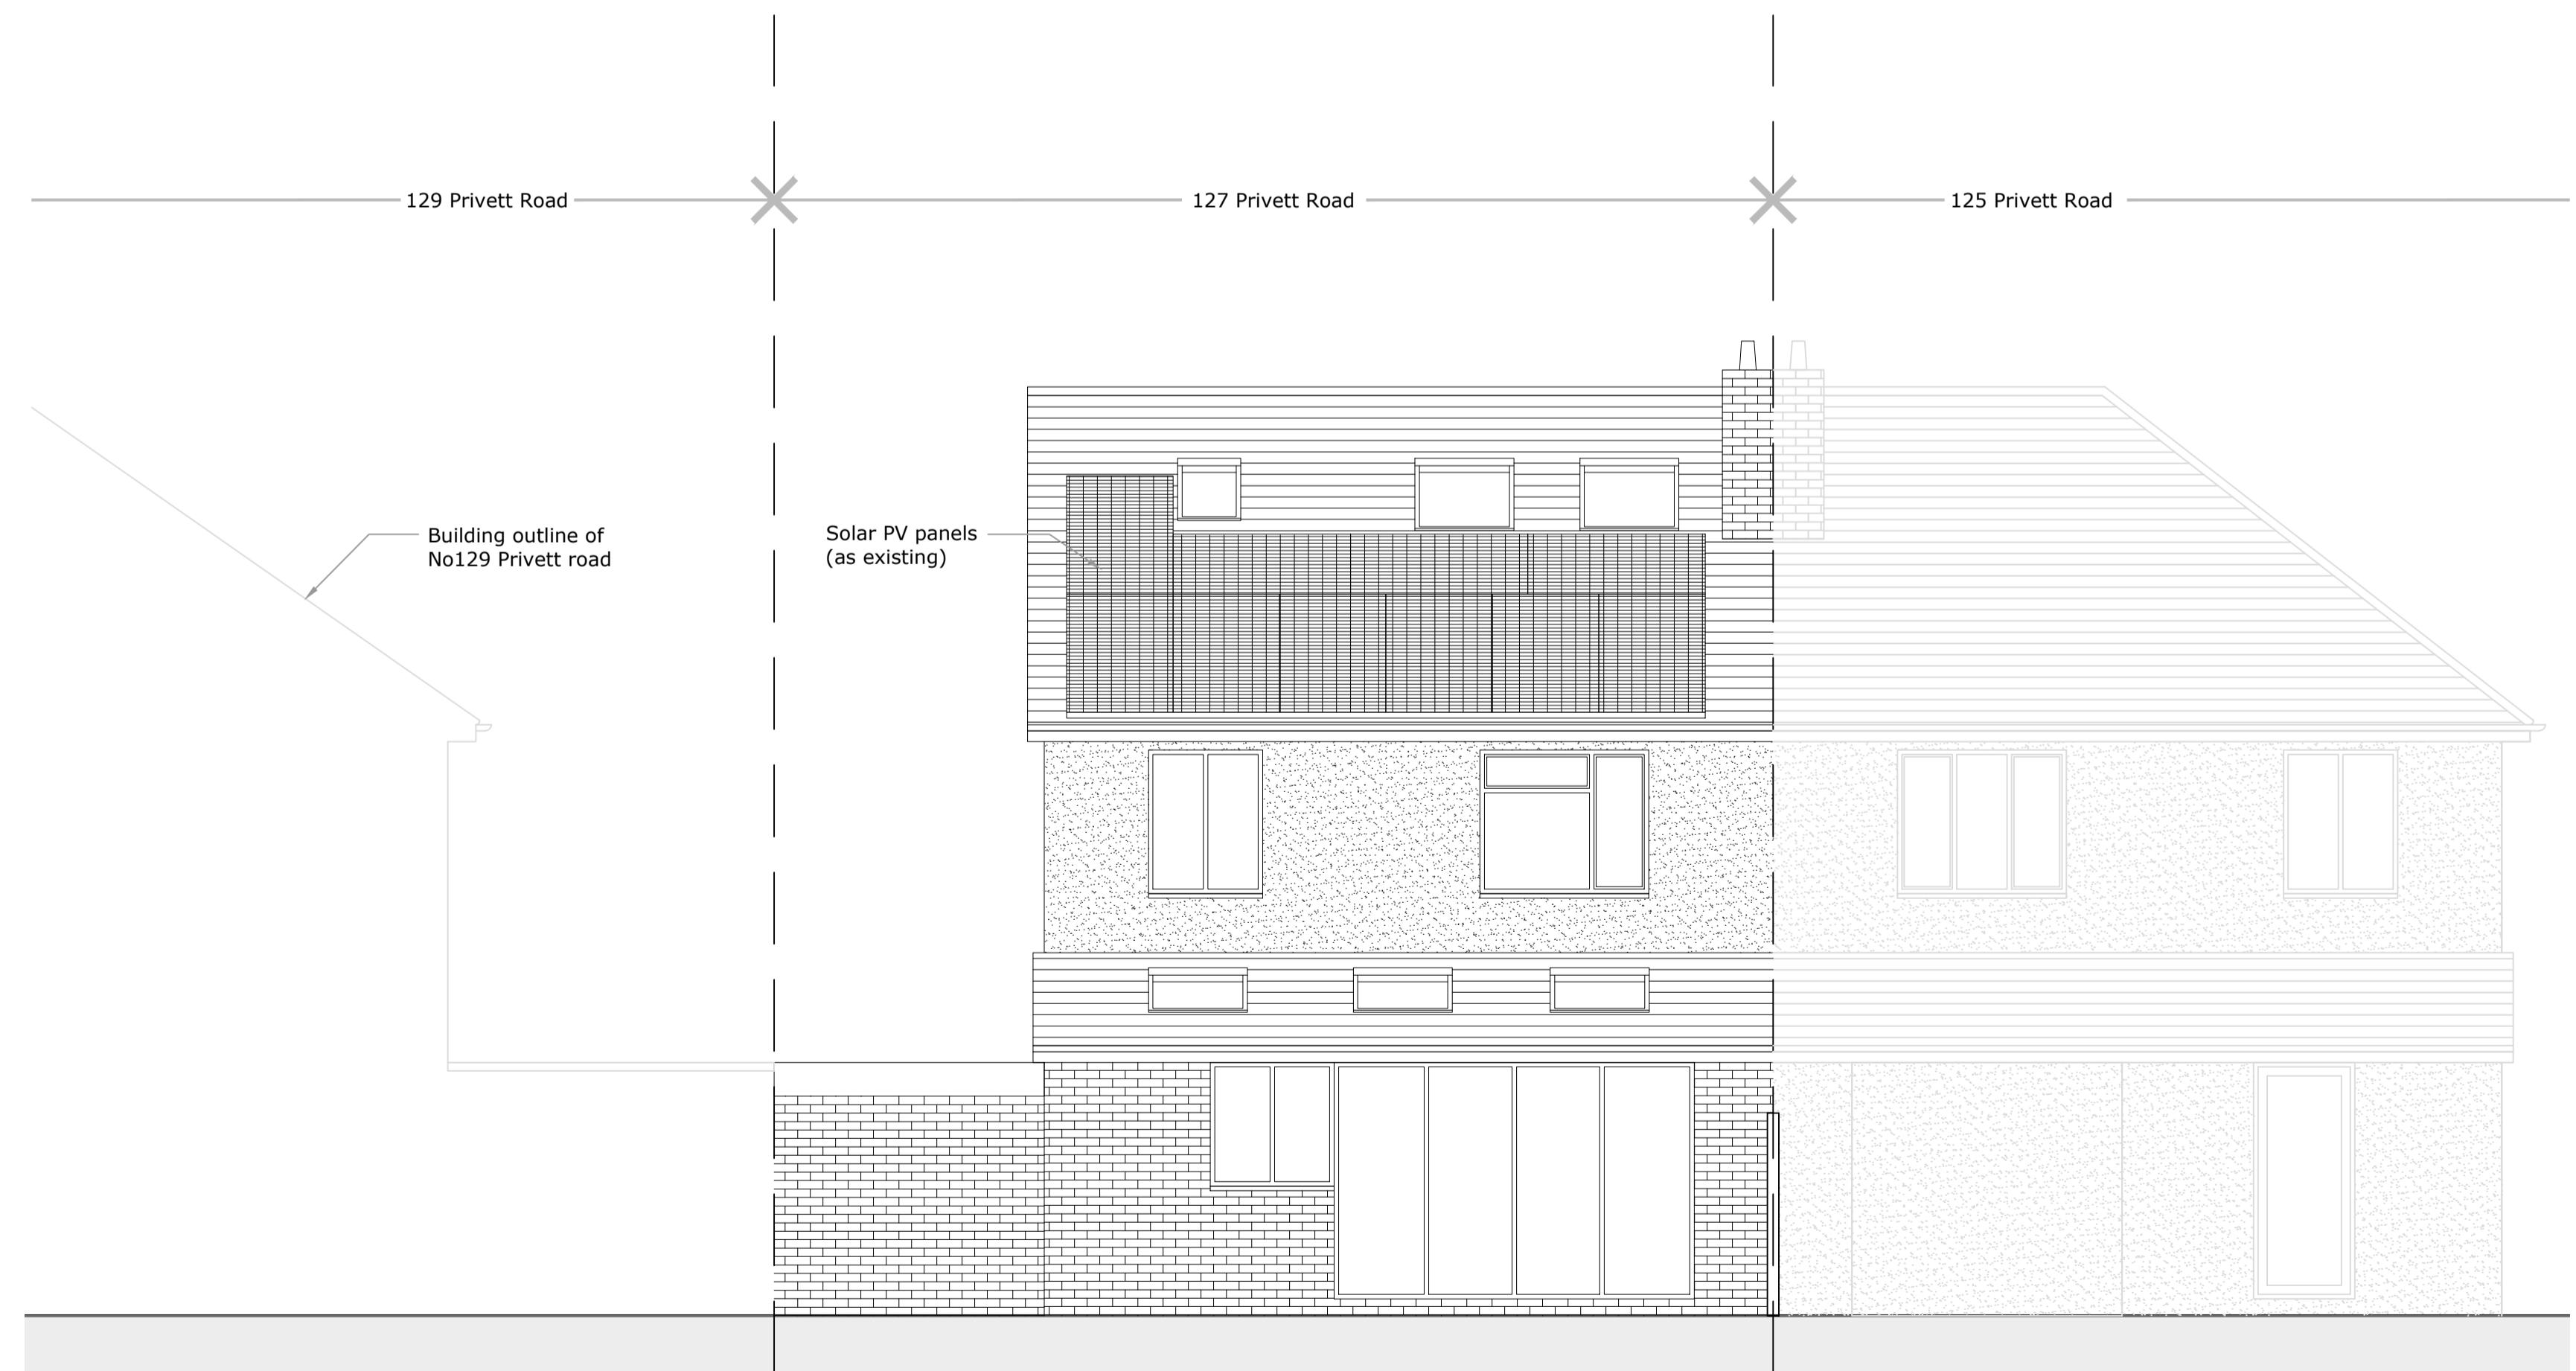 129 Privett Road
127 Privett Road
125 Privett Road
Building outline of
No129 Privett road
Solar PV panels
(as existing)